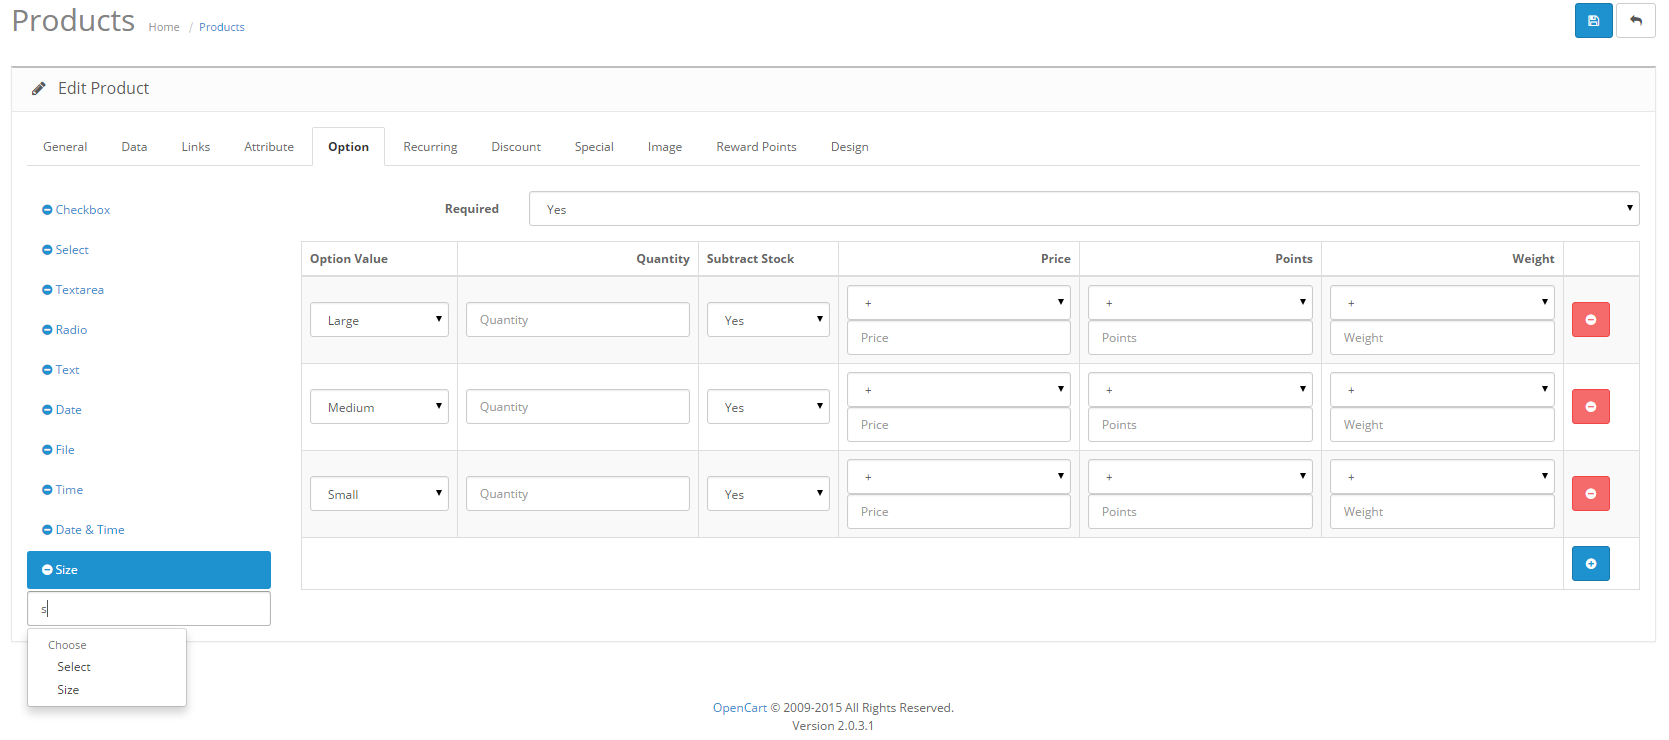 Products Home / Products
Edit Product
General Data Links Attribute Option Recurring Discount Special Image Reward Points Design
Checkbox
Select
Textarea
Radio
Text
Date
File
Time
Date & Time
Size
s
Choose
Select
Size
Required Yes
Option Value Quantity Subtract Stock Price Points Weight
Large Quantity Yes + + +
Price Points Weight
Medium Quantity Yes + + +
Price Points Weight
Small Quantity Yes + + +
Price Points Weight
OpenCart © 2009-2015 All Rights Reserved.
Version 2.0.3.1